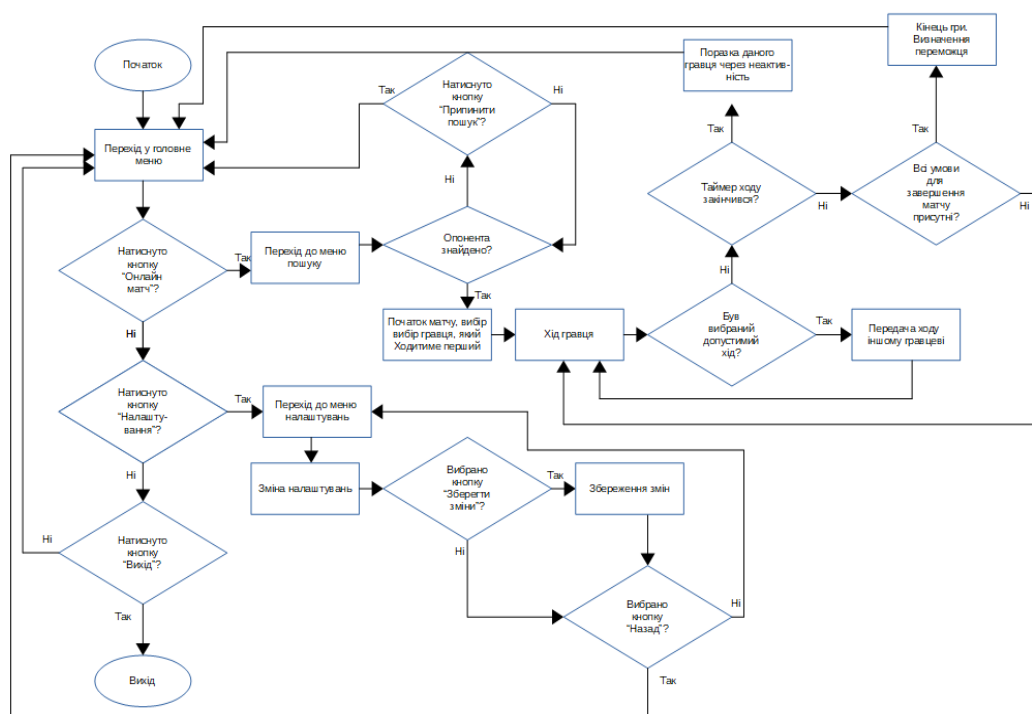 Початок
Перехід у головне
меню
Натиснуто
кнопку
“Онлайн
матч”?
Так
Ні
Перехід до меню
пошуку
Опонента
знайдено?
Ні
Так
Натиснуто
кнопку
“Припинити
пошук”?
Так
Ні
Початок матчу, вибір
вибір гравця, який
Ходитиме перший
Хід гравця
Був
вибраний
допустимий
хід?
Так
Ні
Передача ходу
іншому гравцеві
Таймер ходу
закінчився?
Так
Ні
Поразка даного
гравця через неактив-
ність
Всі умови
для
завершення
матчу
присутні?
Так
Ні
Кінець гри.
Визначення
переможця
Натиснуто
кнопку
“Налашту-
вання”?
Так
Ні
Перехід до меню
налаштувань
Зміна налаштувань
Вибрано
кнопку
“Зберегти
зміни”?
Так
Ні
Збереження змін
Вибрано
кнопку
“Назад”?
Ні
Так
Натиснуто
кнопку
“Вихід”?
Ні
Так
Вихід